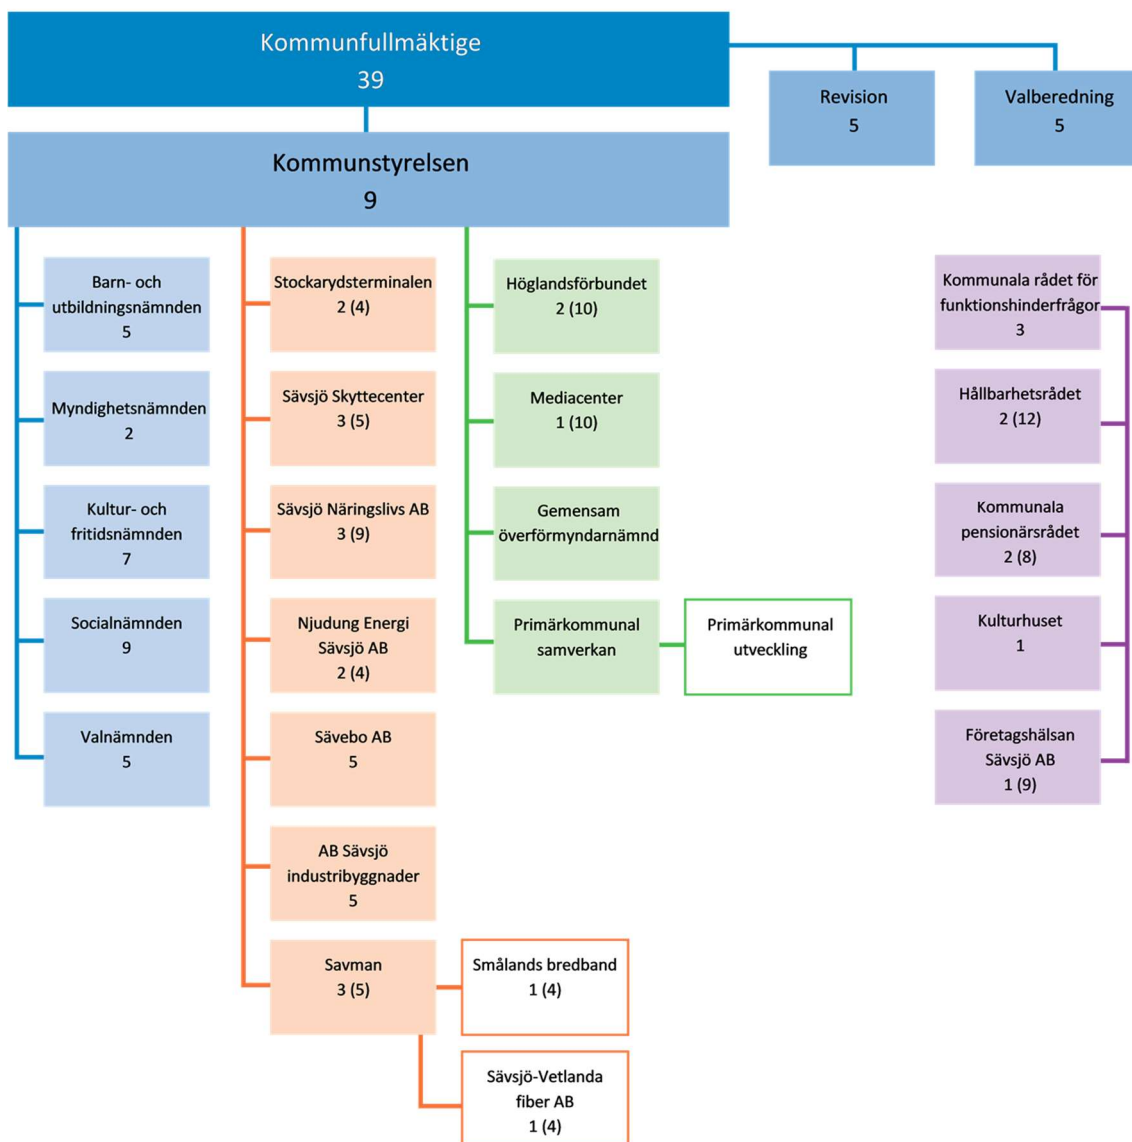 Kommunfullmäktige
39
Revision
5
Valberedning
5
Kommunstyrelsen
9
Barn- och
utbildningsnämnden
5
Myndighetsnämnden
2
Kultur- och
fritidsnämnden
7
Socialnämnden
9
Valnämnden
5
Stockarydsterminalen
2 (4)
Sävsjö Skyttecenter
3 (5)
Sävsjö Näringslivs AB
3 (9)
Njudung Energi
Sävsjö AB
2 (4)
Sävebo AB
5
AB Sävsjö
industribyggnader
5
Savman
3 (5)
Smålands bredband
1 (4)
Sävsjö-Vetlanda
fiber AB
1 (4)
Höglandsförbundet
2 (10)
Mediacenter
1 (10)
Gemensam
överförmyndarnämnd
Primärkommunal
samverkan
Primärkommunal
utveckling
Kommunala rådet för
funktionshinderfrågor
3
Hållbarhetsrådet
2 (12)
Kommunala
pensionärsrådet
2 (8)
Kulturhuset
1
Företagshälsan
Sävsjö AB
1 (9)